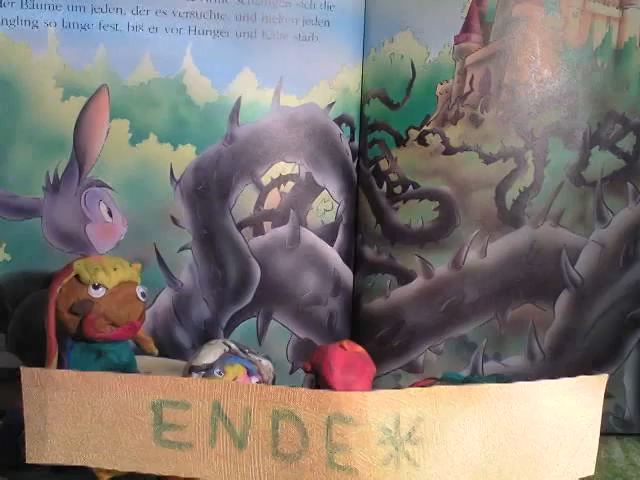 der Bäume um jeden, der es versuchte, und hielten jeden
ngling so lange fest, bis er vor Hunger und Kälte starb.
ENDE*